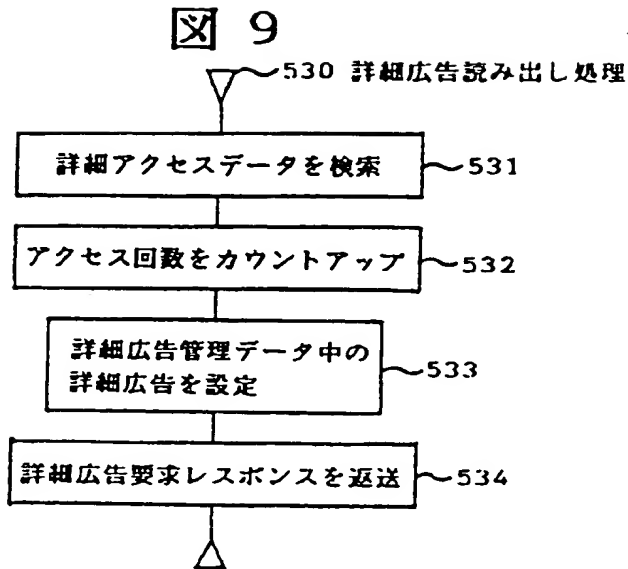 図 9
530 詳細広告読み出し処理
詳細アクセスデータを検索 531
アクセス回数をカウントアップ 532
詳細広告管理データ中の
詳細広告を設定 533
詳細広告要求レスポンスを返送 534